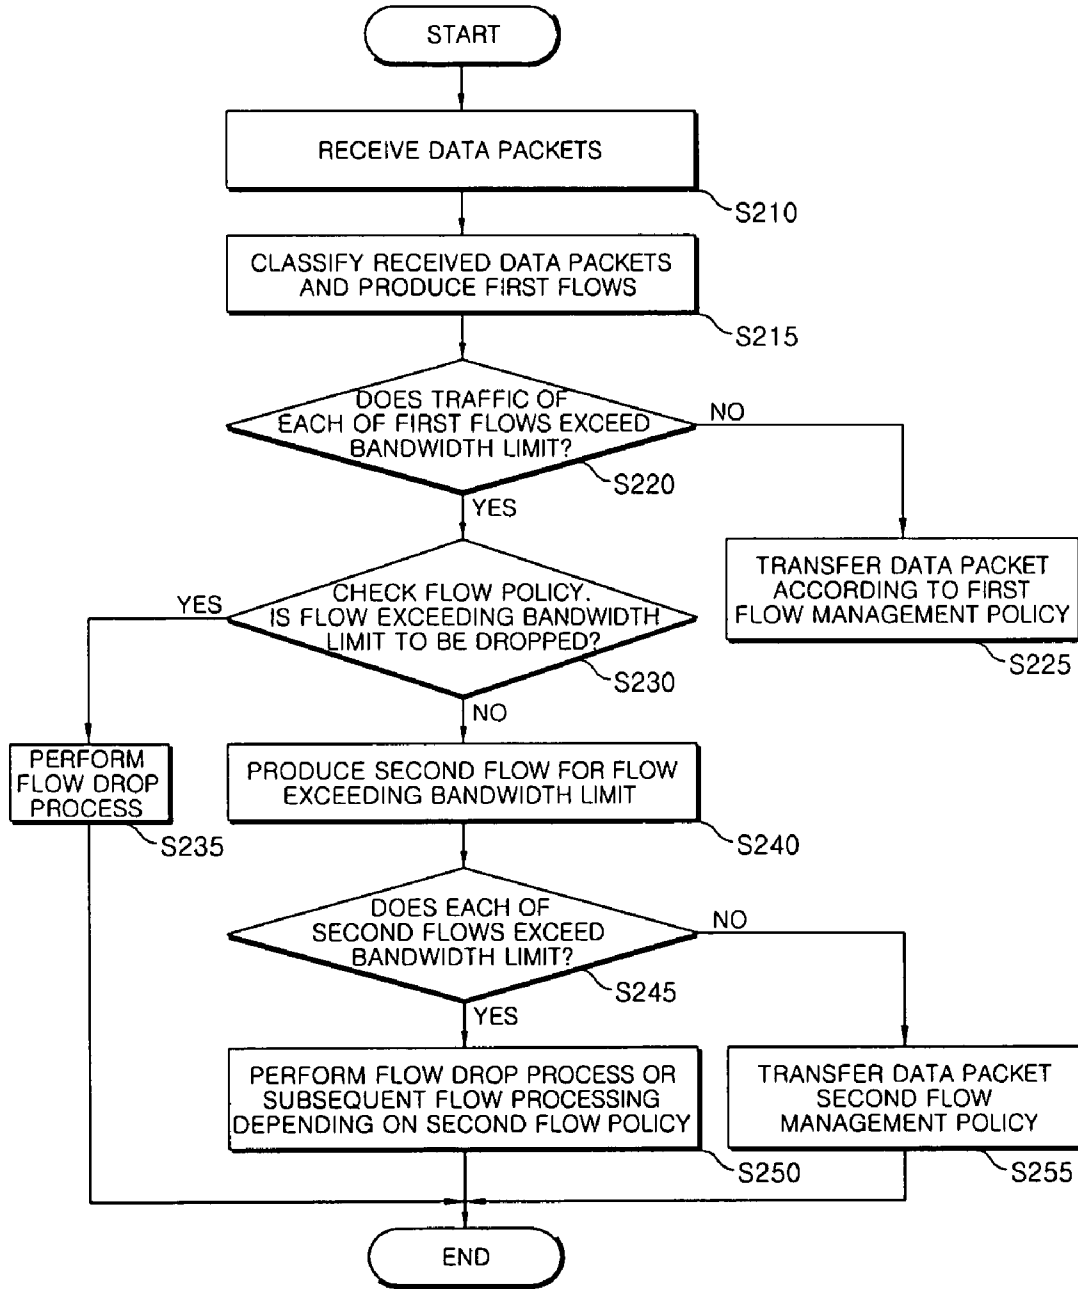 START
RECEIVE DATA PACKETS
S210
CLASSIFY RECEIVED DATA PACKETS
AND PRODUCE FIRST FLOWS
S215
DOES TRAFFIC OF
EACH OF FIRST FLOWS EXCEED
BANDWIDTH LIMIT?
NO
S220
YES
TRANSFER DATA PACKET
ACCORDING TO FIRST
FLOW MANAGEMENT POLICY
S225
CHECK FLOW POLICY.
IS FLOW EXCEEDING BANDWIDTH
LIMIT TO BE DROPPED?
YES
S230
NO
PERFORM
FLOW DROP
PROCESS
S235
PRODUCE SECOND FLOW FOR FLOW
EXCEEDING BANDWIDTH LIMIT
S240
DOES EACH OF
SECOND FLOWS EXCEED
BANDWIDTH LIMIT?
NO
S245
YES
PERFORM FLOW DROP PROCESS OR
SUBSEQUENT FLOW PROCESSING
DEPENDING ON SECOND FLOW POLICY
S250
TRANSFER DATA PACKET
SECOND FLOW
MANAGEMENT POLICY
S255
END